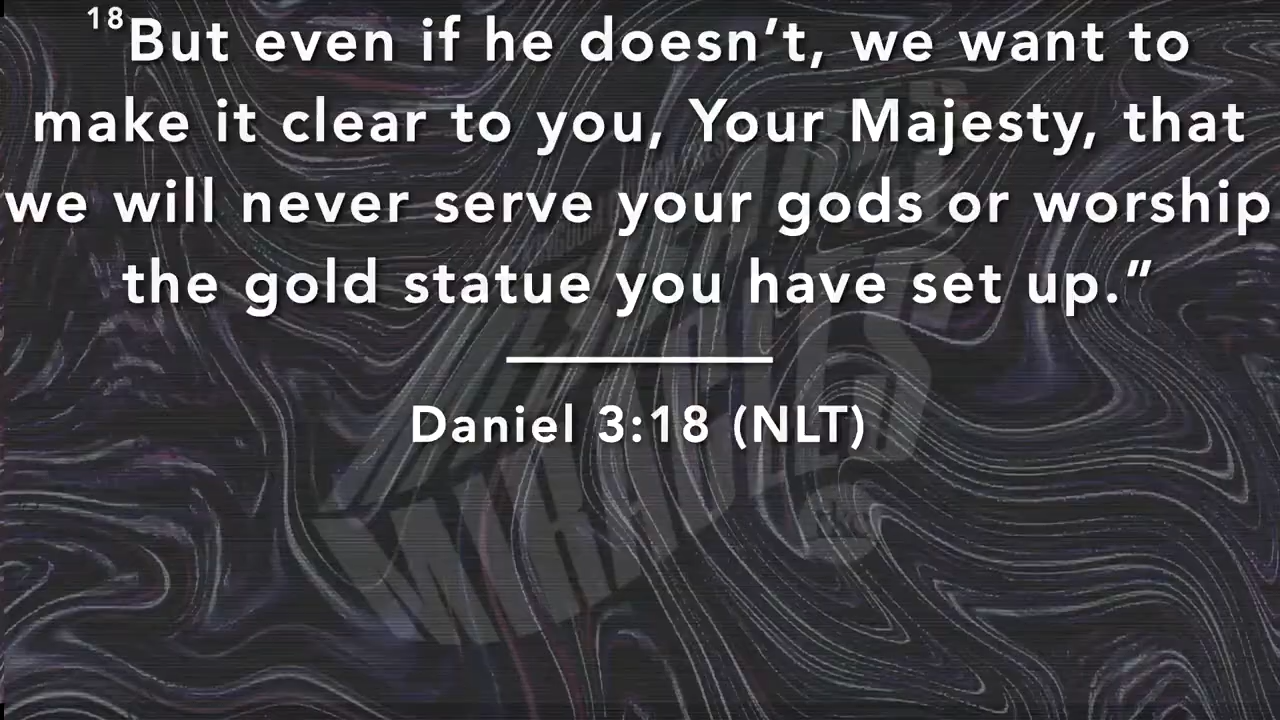 18But even if he doesn’t, we want to
make it clear to you, Your Majesty, that
we will never serve your gods or worship
the gold statue you have set up.”
Daniel 3:18 (NLT)
MIRACLES